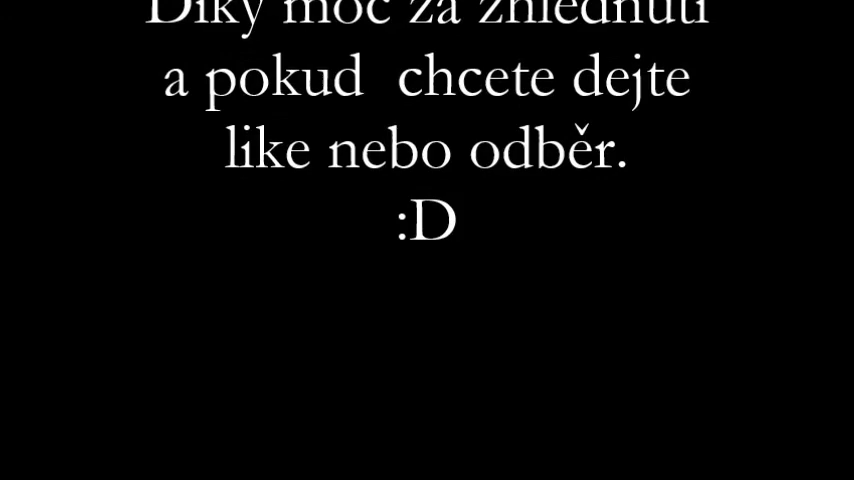 Díky moc za zhlédnutí
a pokud  chcete dejte
like nebo odběr.
:D